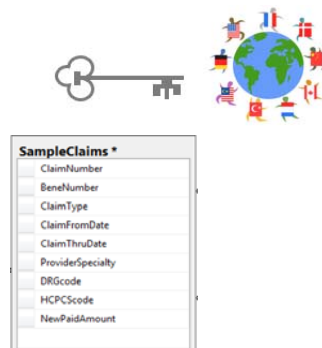 SampleClaims *
ClaimNumber
BeneNumber
ClaimType
ClaimFromDate
ClaimThruDate
ProviderSpecialty
DRGcode
HCPCScode
NewPaidAmount